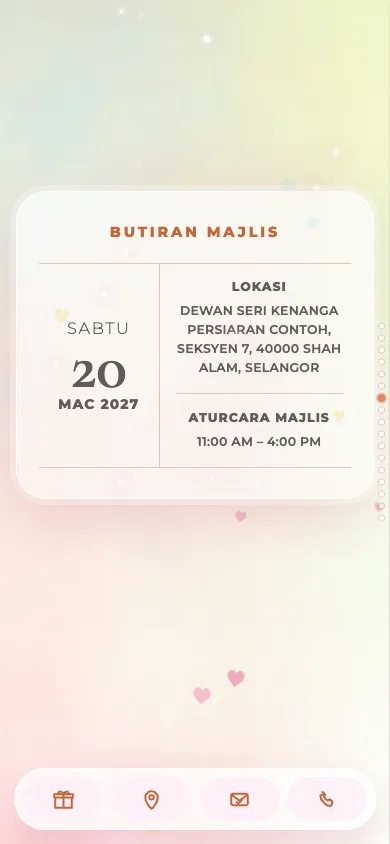 BUTIRAN MAJLIS
SABTU
20
MAC 2027
LOKASI
DEWAN SERI KENANGA
PERSIARAN CONTOH,
SEKSYEN 7, 40000 SHAH
ALAM, SELANGOR
ATURCARA MAJLIS
11:00 AM – 4:00 PM